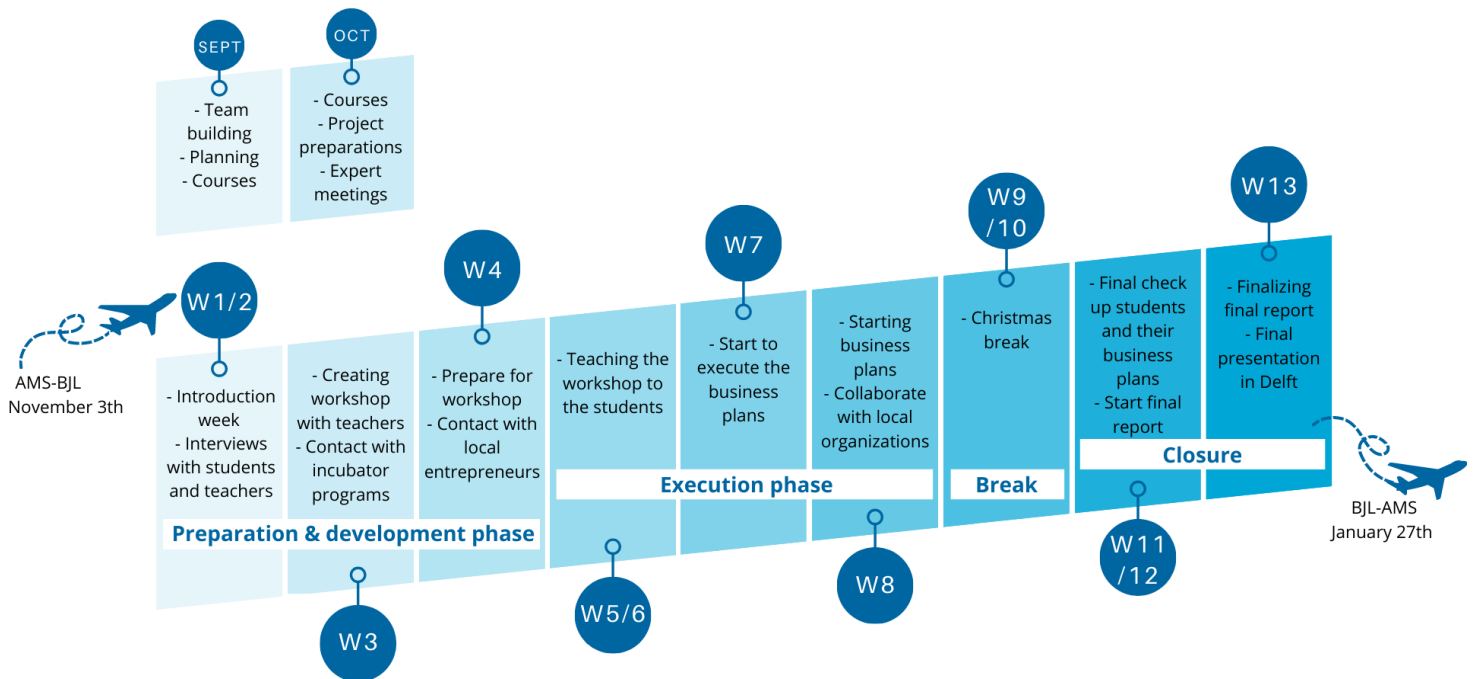 SEPT
- Team
building
- Planning
- Courses
OCT
- Courses
- Project
preparations
- Expert
meetings
AMS-BJL
November 3th
W1/2
- Introduction
week
- Interviews
with students
and teachers
- Creating
workshop
with teachers
- Contact with
incubator
programs
W3
W4
- Prepare for
workshop
- Contact with
local
entrepreneurs
Preparation & development phase
- Teaching the
workshop to
the students
W5/6
W7
- Start to
execute the
business
plans
- Starting
business
plans
- Collaborate
with local
organizations
W8
Execution phase
W9
/10
- Christmas
break
Break
- Final check
up students
and their
business
plans
- Start final
report
W11
/12
W13
- Finalizing
final report
- Final
presentation
in Delft
Closure
BJL-AMS
January 27th